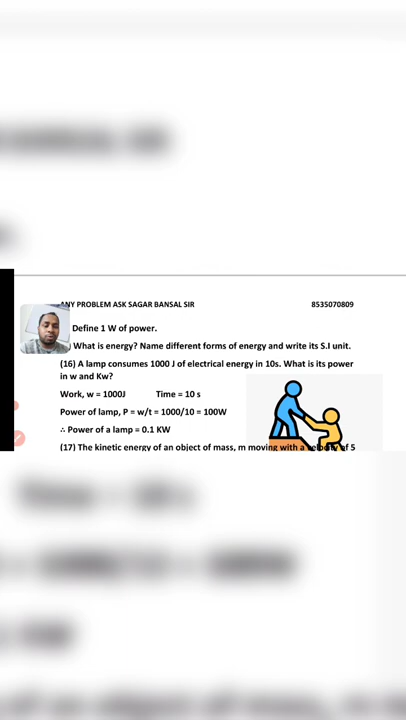 ANY PROBLEM ASK SAGAR BANSAL SIR 8535070809
Define 1 W of power.
) What is energy? Name different forms of energy and write its S.I unit.
(16) A lamp consumes 1000 J of electrical energy in 10s. What is its power
in w and Kw?
Work, w = 1000J Time = 10 s
Power of lamp, P = w/t = 1000/10 = 100W
∴ Power of a lamp = 0.1 KW
(17) The kinetic energy of an object of mass, m moving with a velocity of 5